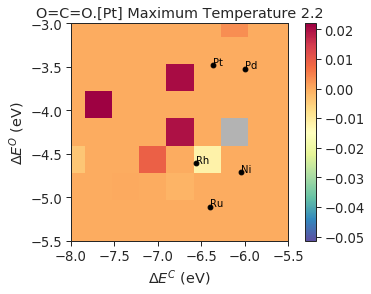 O=C=O.[Pt] Maximum Temperature 2.2
−3.0
−3.5
−4.0
−4.5
−5.0
−5.5
ΔE^O (eV)
Pt
Pd
Rh
Ni
Ru
−8.0 −7.5 −7.0 −6.5 −6.0 −5.5
ΔE^C (eV)
0.02
0.01
0.00
−0.01
−0.02
−0.03
−0.04
−0.05